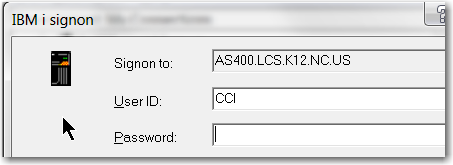 IBM i signon
Signon to: AS400.LCS.K12.NC.US
User ID: CCI
Password: